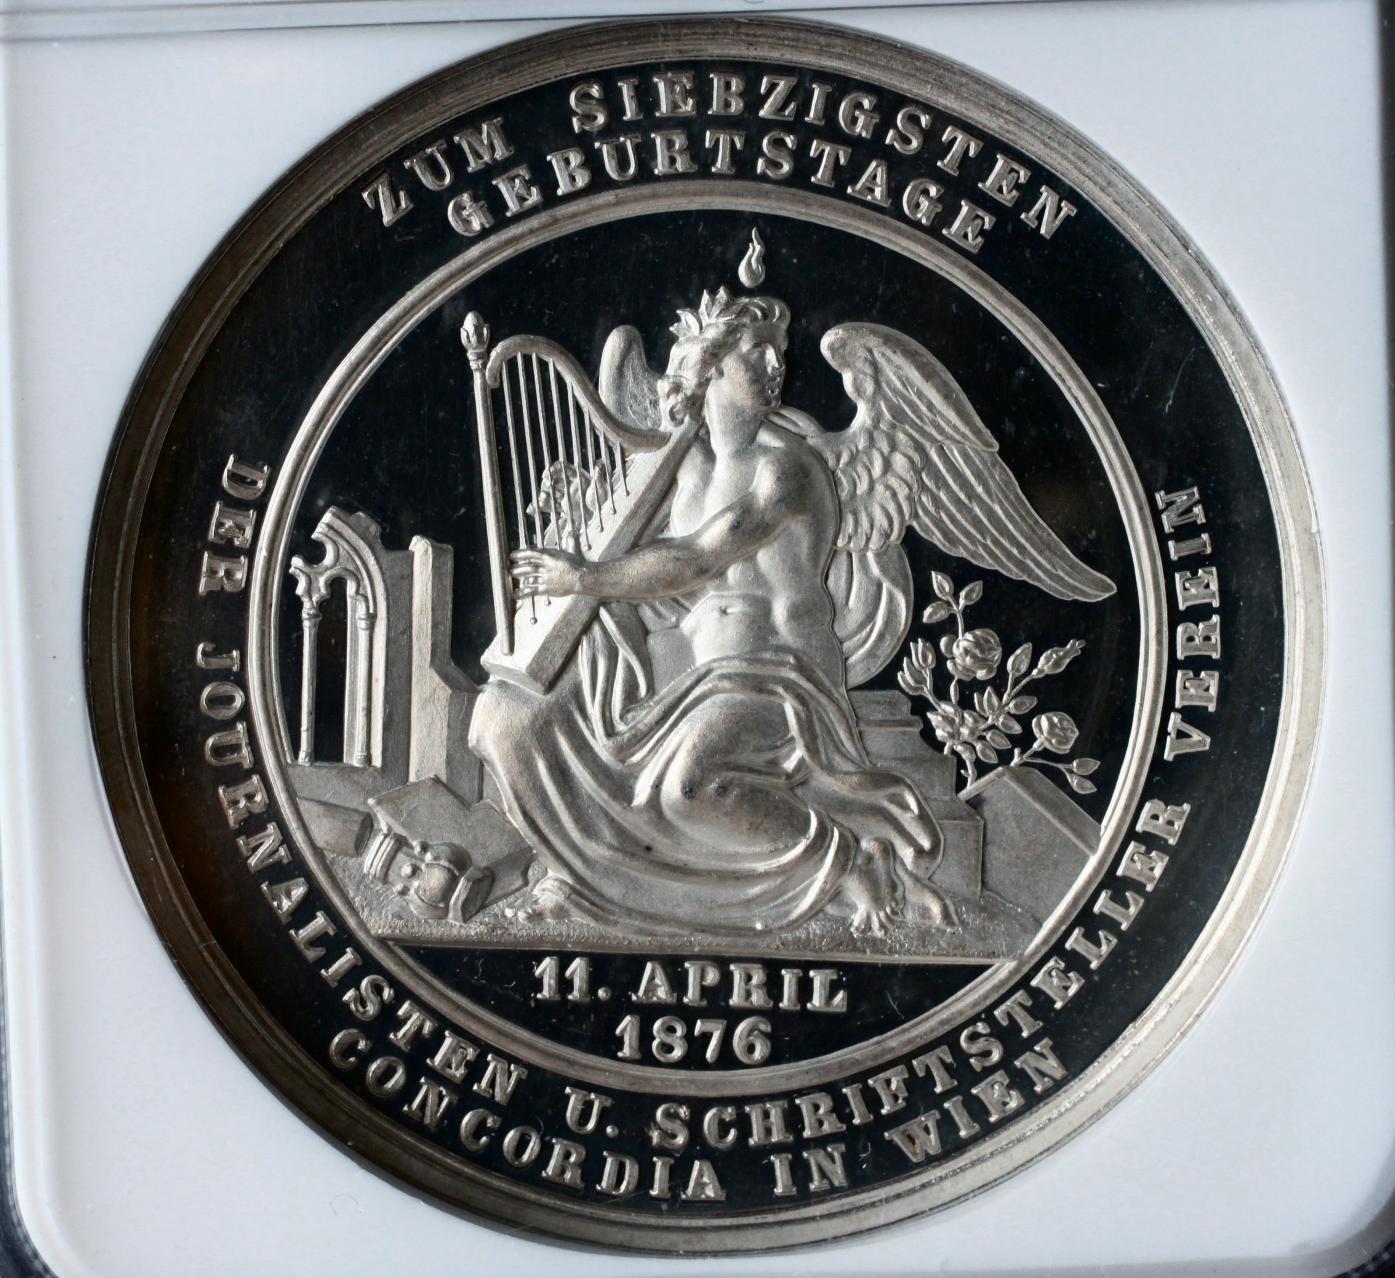 ZUM SIEBZIGSTEN
GEBURTSTAGE
11. APRIL
1876
DER JOURNALISTEN U. SCHRIFTSTELLER VEREIN
CONCORDIA IN WIEN